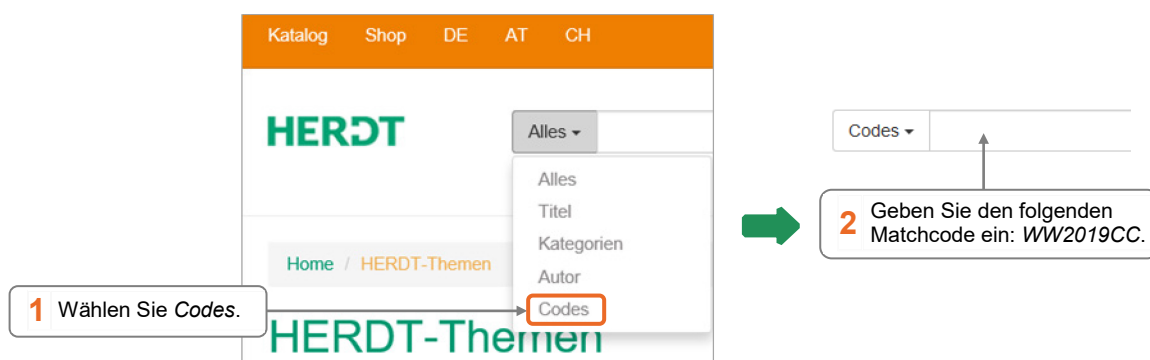 Katalog Shop DE AT CH
HERDT
Alles
Alles
Titel
Kategorien
Autor
Codes
Home / HERDT-Themen
HERDT-Themen
1 Wählen Sie Codes.
Codes
2 Geben Sie den folgenden
Matchcode ein: WW2019CC.